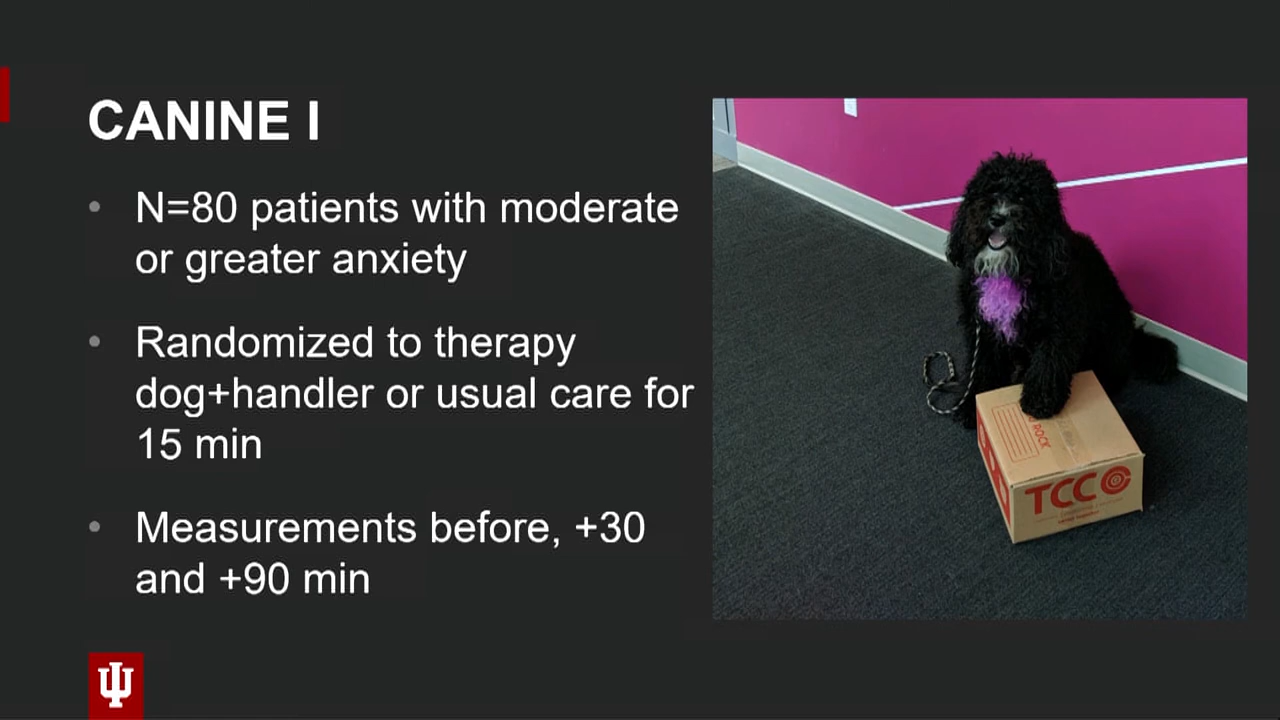 CANINE I
N=80 patients with moderate
or greater anxiety
Randomized to therapy
dog+handler or usual care for
15 min
Measurements before, +30
and +90 min
ROCK
TCC